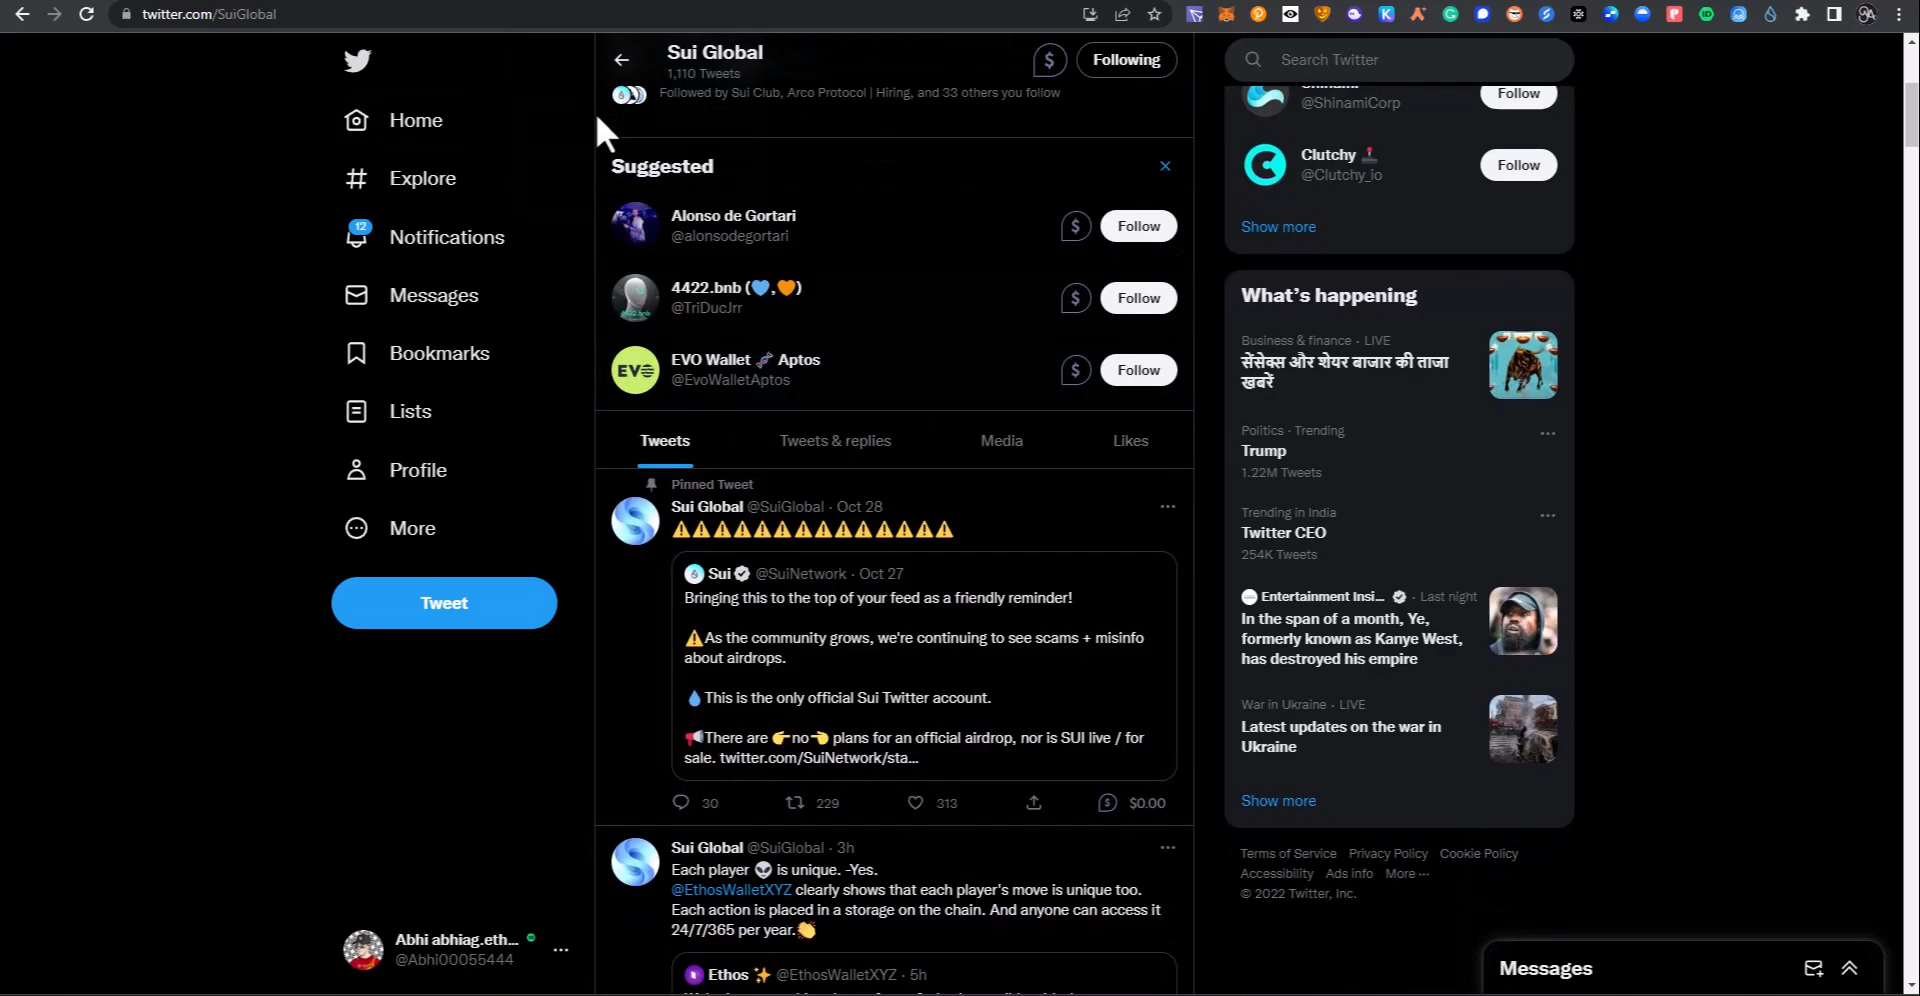 twitter.com/SuiGlobal
Home
Explore
12
Notifications
Messages
Bookmarks
Lists
Profile
More
Tweet
Abhi abhiag.eth...
@Abhi00055444
Sui Global
1,110 Tweets
Following
Followed by Sui Club, Arco Protocol | Hiring, and 33 others you follow
Suggested
Alonso de Gortari
@alonsodegortari
Follow
4422.bnb (💙,🧡)
@TriDucJrr
Follow
EVO
EVO Wallet 🧬 Aptos
@EvoWalletAptos
Follow
Tweets
Tweets & replies
Media
Likes
Pinned Tweet
Sui Global @SuiGlobal · Oct 28
⚠️⚠️⚠️⚠️⚠️⚠️⚠️⚠️⚠️⚠️⚠️⚠️⚠️⚠️
Sui @SuiNetwork · Oct 27
Bringing this to the top of your feed as a friendly reminder!
⚠️As the community grows, we're continuing to see scams + misinfo
about airdrops.
💧This is the only official Sui Twitter account.
📢There are 👉no👈 plans for an official airdrop, nor is SUI live / for
sale. twitter.com/SuiNetwork/sta...
30
229
313
$0.00
Sui Global @SuiGlobal · 3h
Each player 👽 is unique. -Yes.
@EthosWalletXYZ clearly shows that each player's move is unique too.
Each action is placed in a storage on the chain. And anyone can access it
24/7/365 per year.👏
Ethos ✨ @EthosWalletXYZ · 5h
Search Twitter
@ShinamiCorp
Follow
Clutchy 🕹️
@Clutchy_io
Follow
Show more
What's happening
Business & finance · LIVE
सेंसेक्स और शेयर बाजार की ताजा
खबरें
Politics · Trending
Trump
1.22M Tweets
Trending in India
Twitter CEO
254K Tweets
Entertainment Insi... · Last night
In the span of a month, Ye,
formerly known as Kanye West,
has destroyed his empire
War in Ukraine · LIVE
Latest updates on the war in
Ukraine
Show more
Terms of Service Privacy Policy Cookie Policy
Accessibility Ads info More ···
© 2022 Twitter, Inc.
Messages